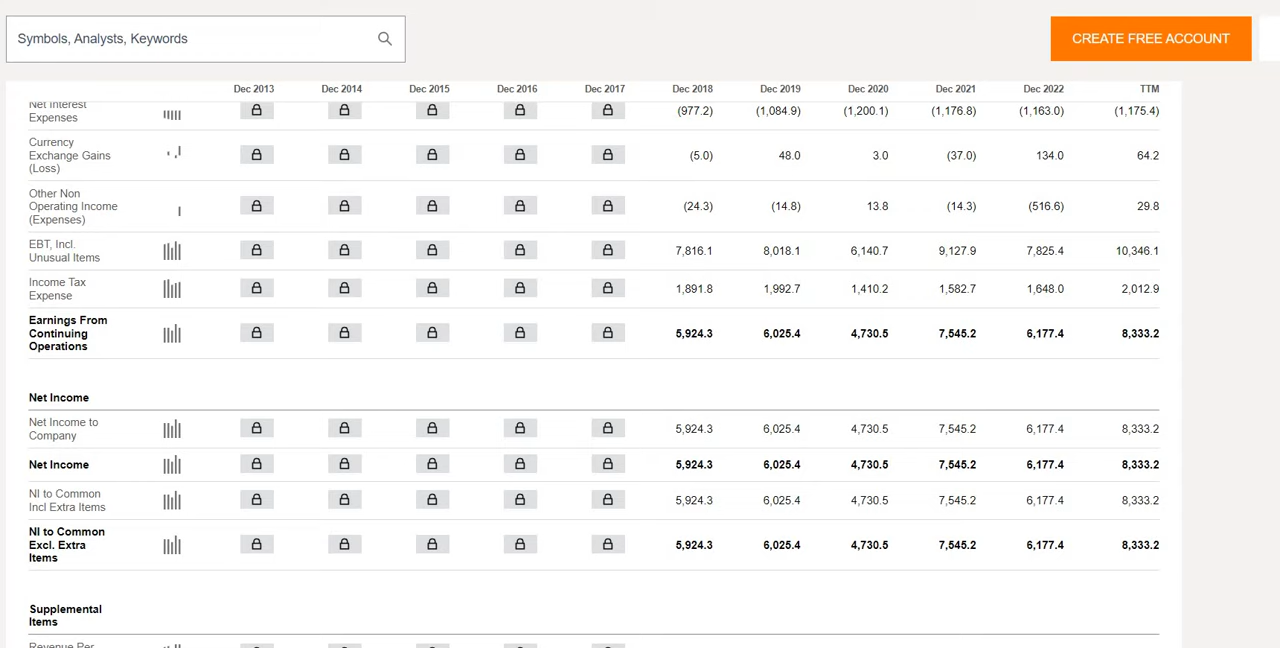 Symbols, Analysts, Keywords
CREATE FREE ACCOUNT
Dec 2013 Dec 2014 Dec 2015 Dec 2016 Dec 2017 Dec 2018 Dec 2019 Dec 2020 Dec 2021 Dec 2022 TTM
Net Interest
Expenses (977.2) (1,084.9) (1,200.1) (1,176.8) (1,163.0) (1,175.4)
Currency
Exchange Gains (5.0) 48.0 3.0 (37.0) 134.0 64.2
(Loss)
Other Non
Operating Income (24.3) (14.8) 13.8 (14.3) (516.6) 29.8
(Expenses)
EBT, Incl.
Unusual Items 7,816.1 8,018.1 6,140.7 9,127.9 7,825.4 10,346.1
Income Tax
Expense 1,891.8 1,992.7 1,410.2 1,582.7 1,648.0 2,012.9
Earnings From
Continuing 5,924.3 6,025.4 4,730.5 7,545.2 6,177.4 8,333.2
Operations
Net Income
Net Income to
Company 5,924.3 6,025.4 4,730.5 7,545.2 6,177.4 8,333.2
Net Income 5,924.3 6,025.4 4,730.5 7,545.2 6,177.4 8,333.2
NI to Common
Incl Extra Items 5,924.3 6,025.4 4,730.5 7,545.2 6,177.4 8,333.2
NI to Common
Excl. Extra 5,924.3 6,025.4 4,730.5 7,545.2 6,177.4 8,333.2
Items
Supplemental
Items
Revenue Per